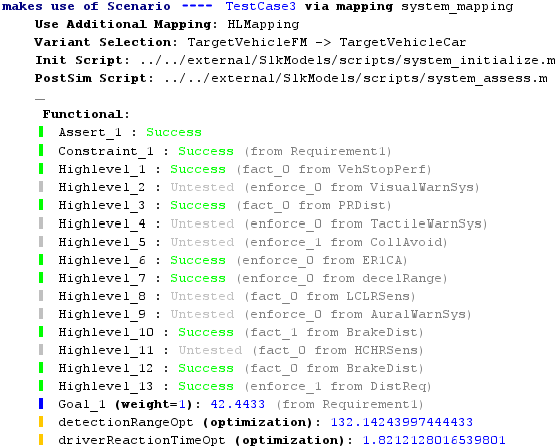 makes use of Scenario ---- TestCase3 via mapping system_mapping
Use Additional Mapping: HLMapping
Variant Selection: TargetVehicleFM -> TargetVehicleCar
Init Script: ../../external/SlkModels/scripts/system_initialize.m
PostSim Script: ../../external/SlkModels/scripts/system_assess.m
Functional:
Assert_1 : Success
Constraint_1 : Success (from Requirement1)
Highlevel_1 : Success (fact_0 from VehStopPerf)
Highlevel_2 : Untested (enforce_0 from VisualWarnSys)
Highlevel_3 : Success (fact_0 from PRDist)
Highlevel_4 : Untested (enforce_0 from TactileWarnSys)
Highlevel_5 : Untested (enforce_1 from CollAvoid)
Highlevel_6 : Success (enforce_0 from ER1CA)
Highlevel_7 : Success (enforce_0 from decelRange)
Highlevel_8 : Untested (fact_0 from LCLRSens)
Highlevel_9 : Untested (enforce_0 from AuralWarnSys)
Highlevel_10 : Success (fact_1 from BrakeDist)
Highlevel_11 : Untested (fact_0 from HCHRSens)
Highlevel_12 : Success (fact_0 from BrakeDist)
Highlevel_13 : Success (enforce_1 from DistReq)
Goal_1 (weight=1): 42.4433 (from Requirement1)
detectionRangeOpt (optimization): 132.14243997444433
driverReactionTimeOpt (optimization): 1.8212128016539801